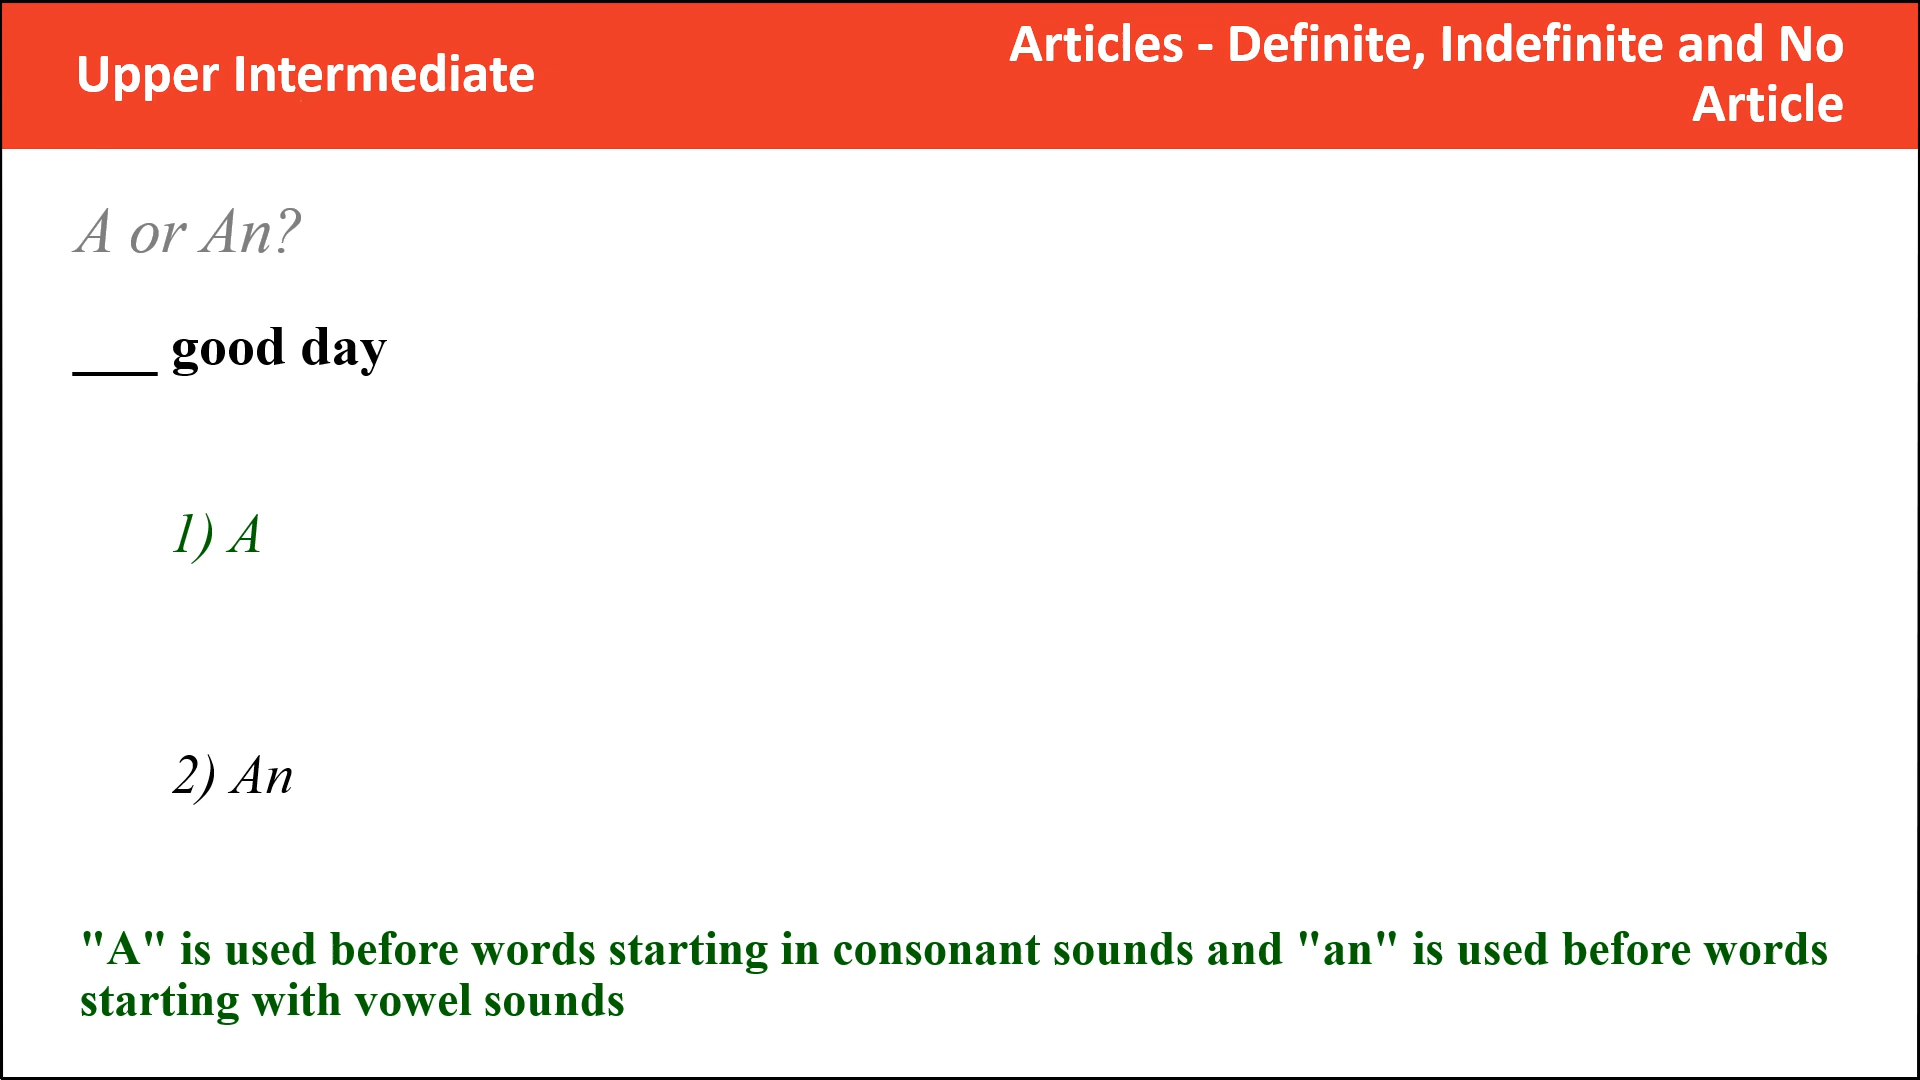 Upper Intermediate
Articles - Definite, Indefinite and No
Article
A or An?
___ good day
1) A
2) An
"A" is used before words starting in consonant sounds and "an" is used before words
starting with vowel sounds